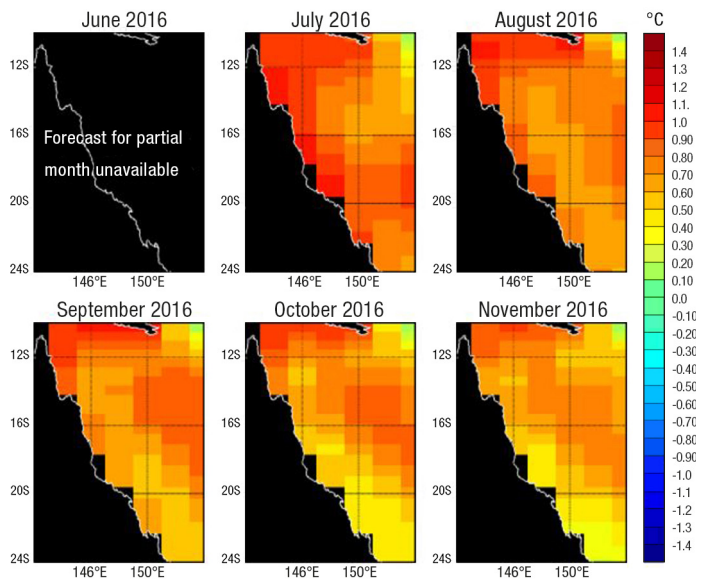 June 2016
July 2016
August 2016
°C
12S
16S
20S
24S
146°E 150°E
Forecast for partial
month unavailable
12S
16S
20S
24S
146°E 150°E
12S
16S
20S
24S
146°E 150°E
September 2016
October 2016
November 2016
12S
16S
20S
24S
146°E 150°E
12S
16S
20S
24S
146°E 150°E
12S
16S
20S
24S
146°E 150°E
1.4
1.3
1.2
1.
1.0
0.90
0.80
0.70
0.60
0.50
0.40
0.30
0.20
0.10
0.0
-0.10
-0.20
-0.30
-0.40
-0.50
-0.60
-0.70
-0.80
-0.90
-1.0
-1.1
-1.2
-1.3
-1.4